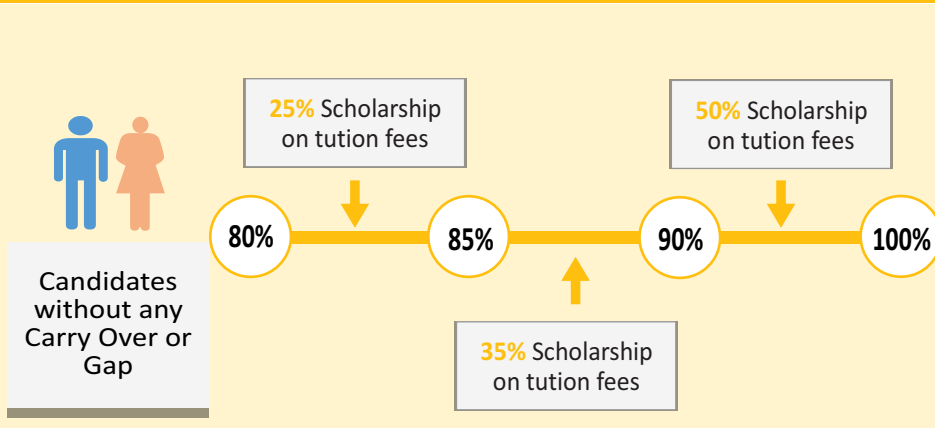 25% Scholarship
on tution fees
50% Scholarship
on tution fees
80%
85%
90%
100%
Candidates
without any
Carry Over or
Gap
35% Scholarship
on tution fees